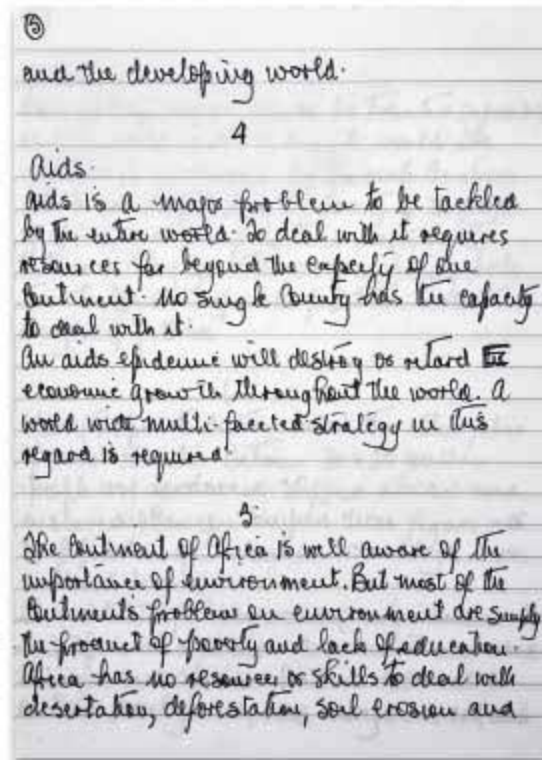 5
and the developing world.
4
Aids.
Aids is a major problem to be tackled
by the entire world. To deal with it requires
resources far beyond the capacity of one
continent. No single country has the capacity
to deal with it.
An aids epidemic will destroy or retard
economic growth throughout the world. A
world wide multi-faceted strategy in this
regard is required.
5
The continent of Africa is well aware of the
importance of environment. But most of the
continent's problems on environment are simply
the product of poverty and lack of education.
Africa has no resources or skills to deal with
desertation, deforestation, soil erosion and